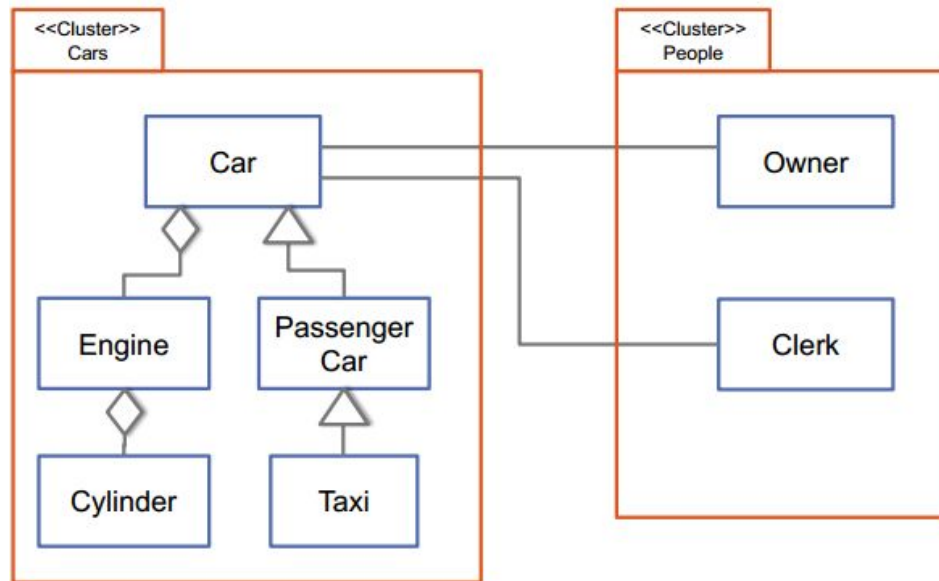 <<Cluster>>
Cars
<<Cluster>>
People
Car
Owner
Engine
Passenger
Car
Clerk
Cylinder
Taxi